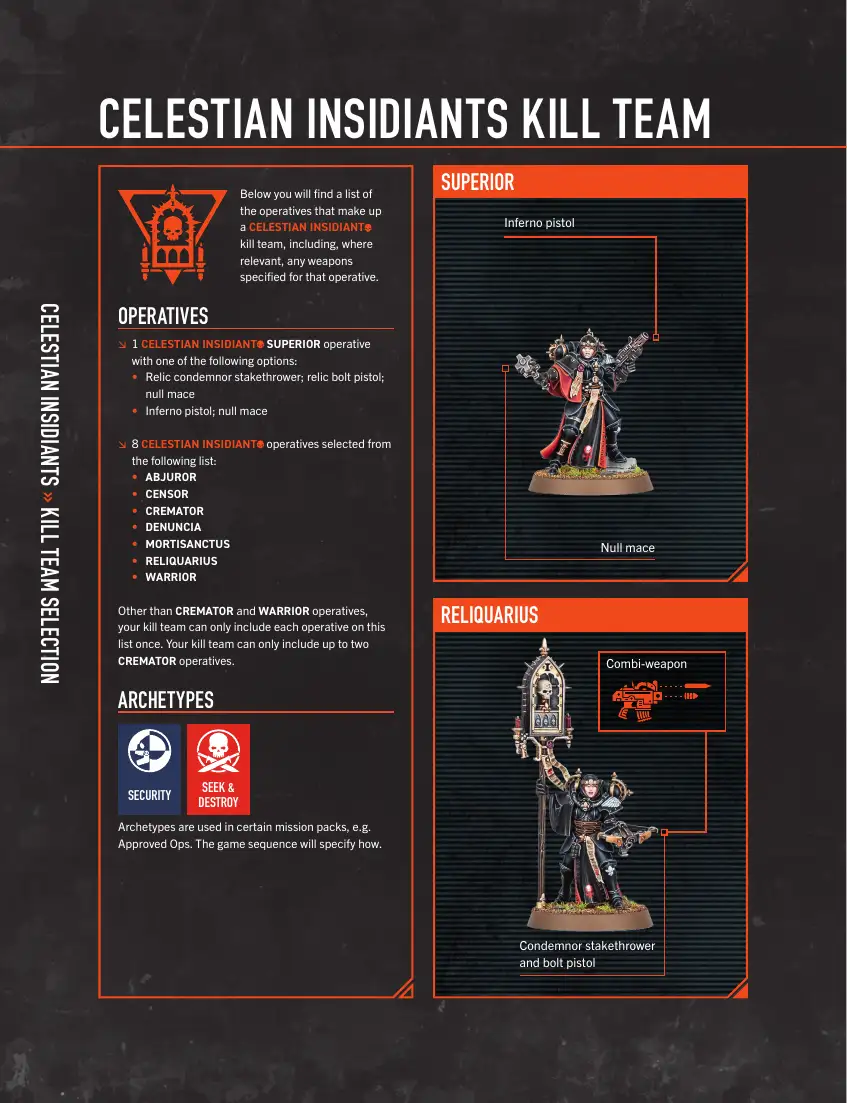 CELESTIAN INSIDIANTS KILL TEAM
CELESTIAN INSIDIANTS » KILL TEAM SELECTION
Below you will find a list of
the operatives that make up
a CELESTIAN INSIDIANT
kill team, including, where
relevant, any weapons
specified for that operative.
OPERATIVES
↘ 1 CELESTIAN INSIDIANT SUPERIOR operative
with one of the following options:
• Relic condemnor stakethrower; relic bolt pistol;
null mace
• Inferno pistol; null mace
↘ 8 CELESTIAN INSIDIANT operatives selected from
the following list:
• ABJUROR
• CENSOR
• CREMATOR
• DENUNCIA
• MORTISANCTUS
• RELIQUARIUS
• WARRIOR
Other than CREMATOR and WARRIOR operatives,
your kill team can only include each operative on this
list once. Your kill team can only include up to two
CREMATOR operatives.
ARCHETYPES
SECURITY
SEEK &
DESTROY
Archetypes are used in certain mission packs, e.g.
Approved Ops. The game sequence will specify how.
SUPERIOR
Inferno pistol
Null mace
RELIQUARIUS
Combi-weapon
Condemnor stakethrower
and bolt pistol